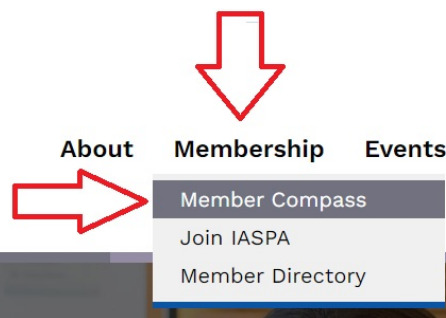 About Membership Events
Member Compass
Join IASPA
Member Directory